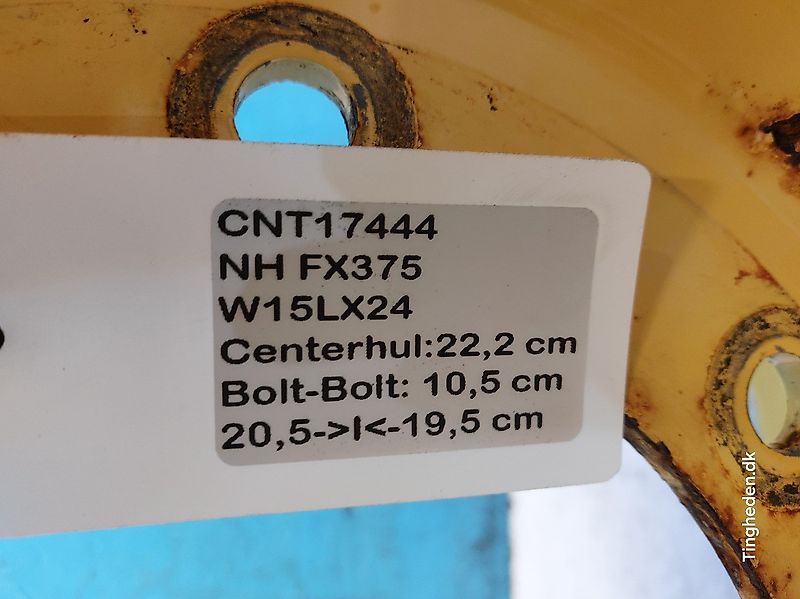 CNT17444
NH FX375
W15LX24
Centerhul:22,2 cm
Bolt-Bolt: 10,5 cm
20,5->I<-19,5 cm
Tingheden.dk